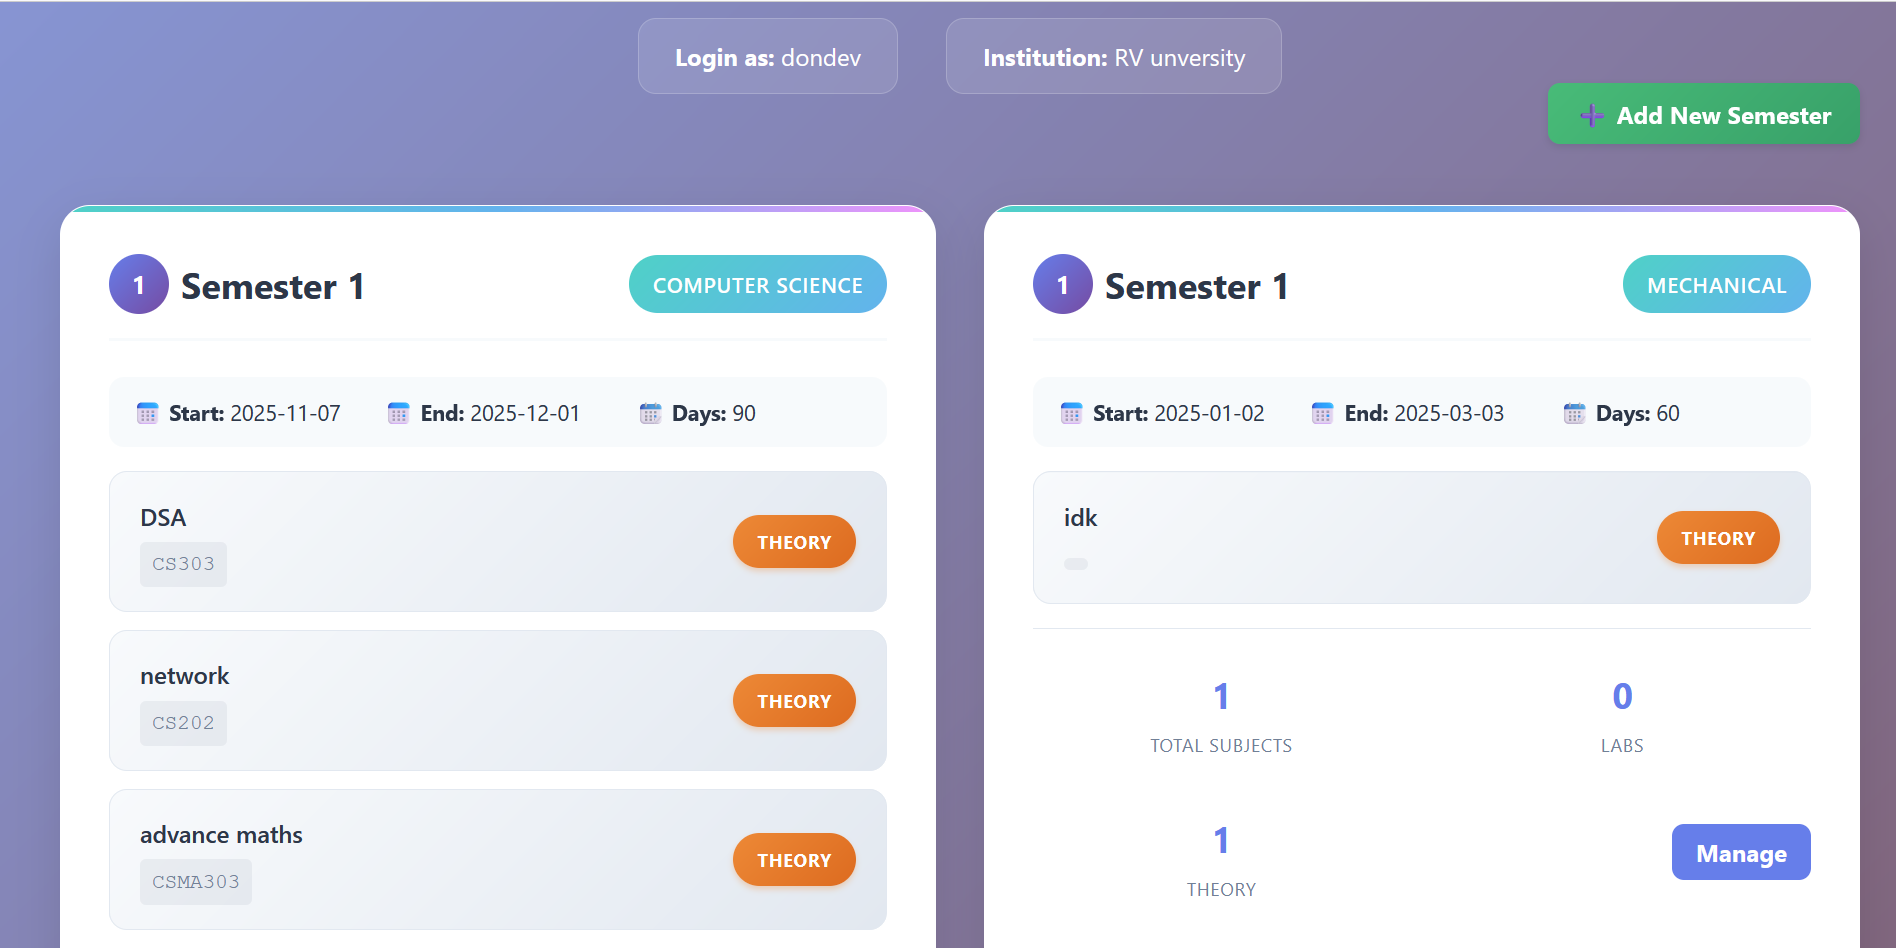 Login as: dondev
Institution: RV unversity
Add New Semester
1 Semester 1
COMPUTER SCIENCE
Start: 2025-11-07 End: 2025-12-01 Days: 90
DSA
CS303
THEORY
network
CS202
THEORY
advance maths
CSMA303
THEORY
1 Semester 1
MECHANICAL
Start: 2025-01-02 End: 2025-03-03 Days: 60
idk
THEORY
1
TOTAL SUBJECTS
0
LABS
1
THEORY
Manage